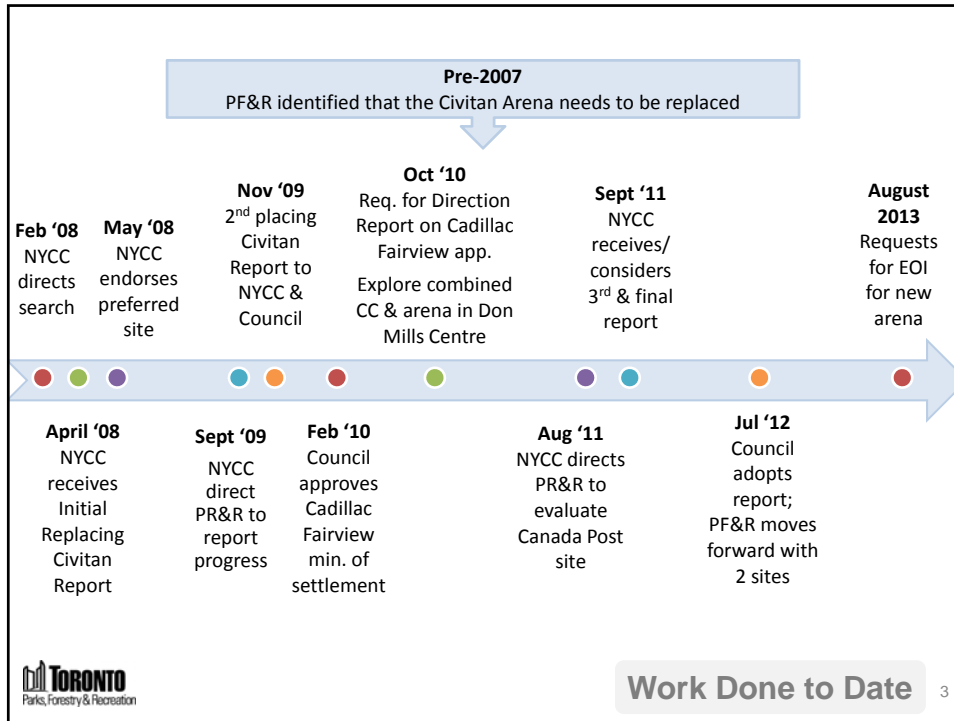 Pre-2007
PF&R identified that the Civitan Arena needs to be replaced
Feb ‘08
NYCC
directs
search
May ‘08
NYCC
endorses
preferred
site
Nov ‘09
2nd placing
Civitan
Report to
NYCC &
Council
Oct ‘10
Req. for Direction
Report on Cadillac
Fairview app.
Explore combined
CC & arena in Don
Mills Centre
Sept ‘11
NYCC
receives/
considers
3rd & final
report
August
2013
Requests
for EOI
for new
arena
April ‘08
NYCC
receives
Initial
Replacing
Civitan
Report
Sept ‘09
NYCC
direct
PR&R to
report
progress
Feb ‘10
Council
approves
Cadillac
Fairview
min. of
settlement
Aug ‘11
NYCC directs
PR&R to
evaluate
Canada Post
site
Jul ‘12
Council
adopts
report;
PF&R moves
forward with
2 sites
TORONTO
Parks, Forestry & Recreation
Work Done to Date
3